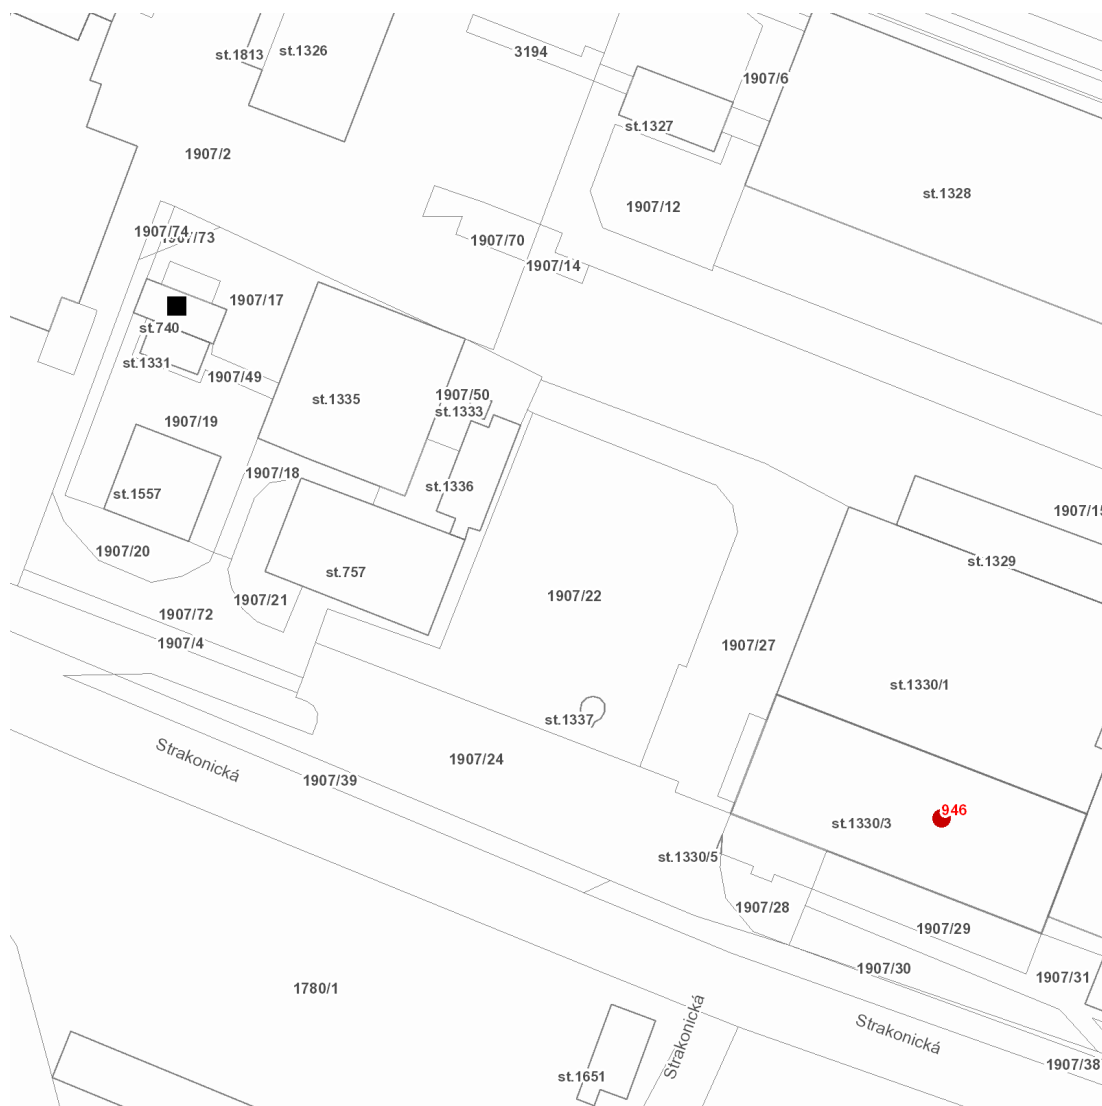 3194
st.1326
st.1813
1907/6
st.1327
1907/2
st.1328
1907/12
1907/74
1907/73
1907/70
1907/14
1907/17
st.740
st.1331
1907/49
1907/50
st.1335
st.1333
1907/19
1907/18
st.1336
st.1557
1907/15
1907/20
st.1329
st.757
1907/22
1907/21
1907/72
1907/4
1907/27
st.1330/1
st.1337
Strakonická
1907/24
1907/39
946
st.1330/3
st.1330/5
1907/28
1907/29
1907/30
1907/31
1780/1
Strakonická
Strakonická
1907/38
st.1651